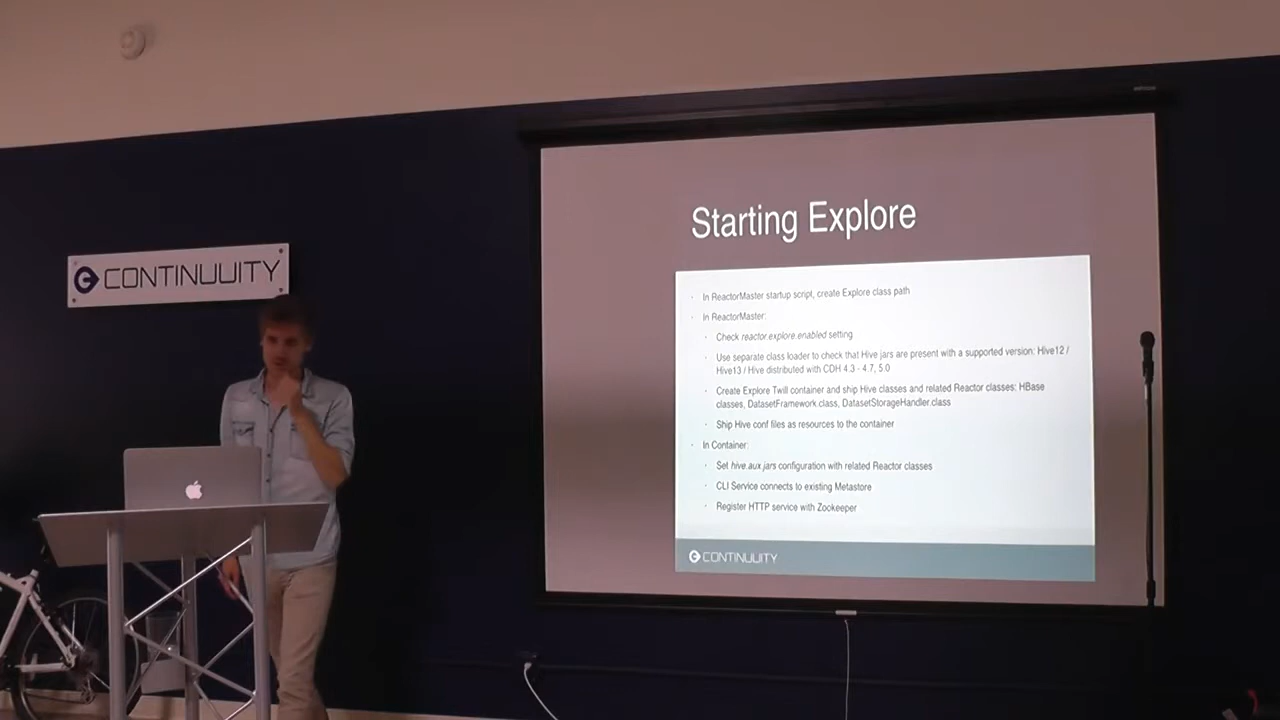 CONTINUUITY
Starting Explore
· In ReactorMaster startup script, create Explore class path
· In ReactorMaster:
· Check reactor.explore.enabled setting
· Use separate class loader to check that Hive jars are present with a supported version: Hive12 /
Hive13 / Hive distributed with CDH 4.3 - 4.7, 5.0
· Create Explore Twill container and ship Hive classes and related Reactor classes: HBase
classes, DatasetFramework.class, DatasetStorageHandler.class
· Ship Hive conf files as resources to the container
· In Container:
· Set hive.aux.jars configuration with related Reactor classes
· CLI Service connects to existing Metastore
· Register HTTP service with Zookeeper
CONTINUUITY